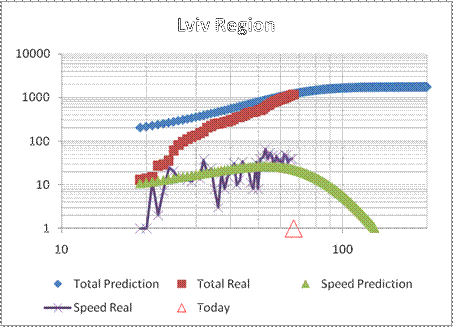 Lviv Region
10000
1000
100
10
1
10 100
Total Prediction Total Real Speed Prediction
Speed Real Today